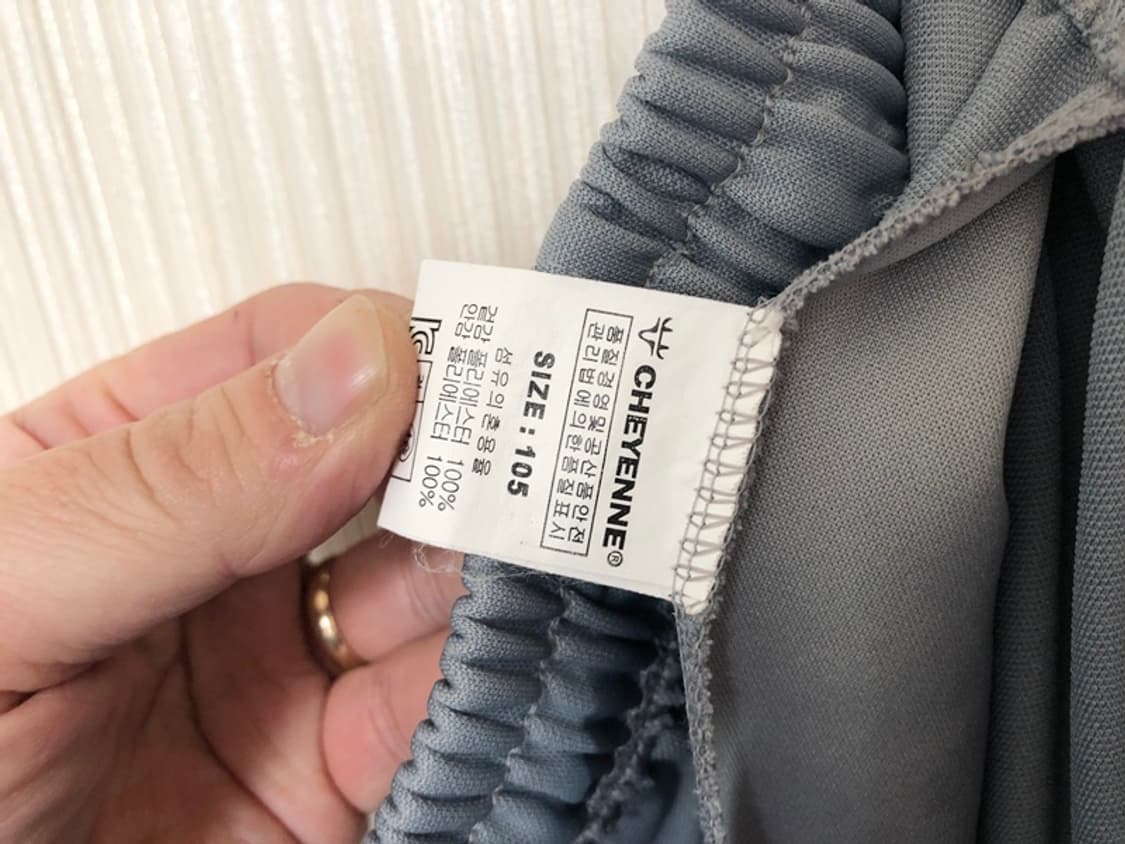 CHEYENNE®
품질경영및공산품안전
관리법에의한품질표시
SIZE : 105
섬유의혼용율
겉감 폴리에스터 100%
안감 폴리에스터 100%